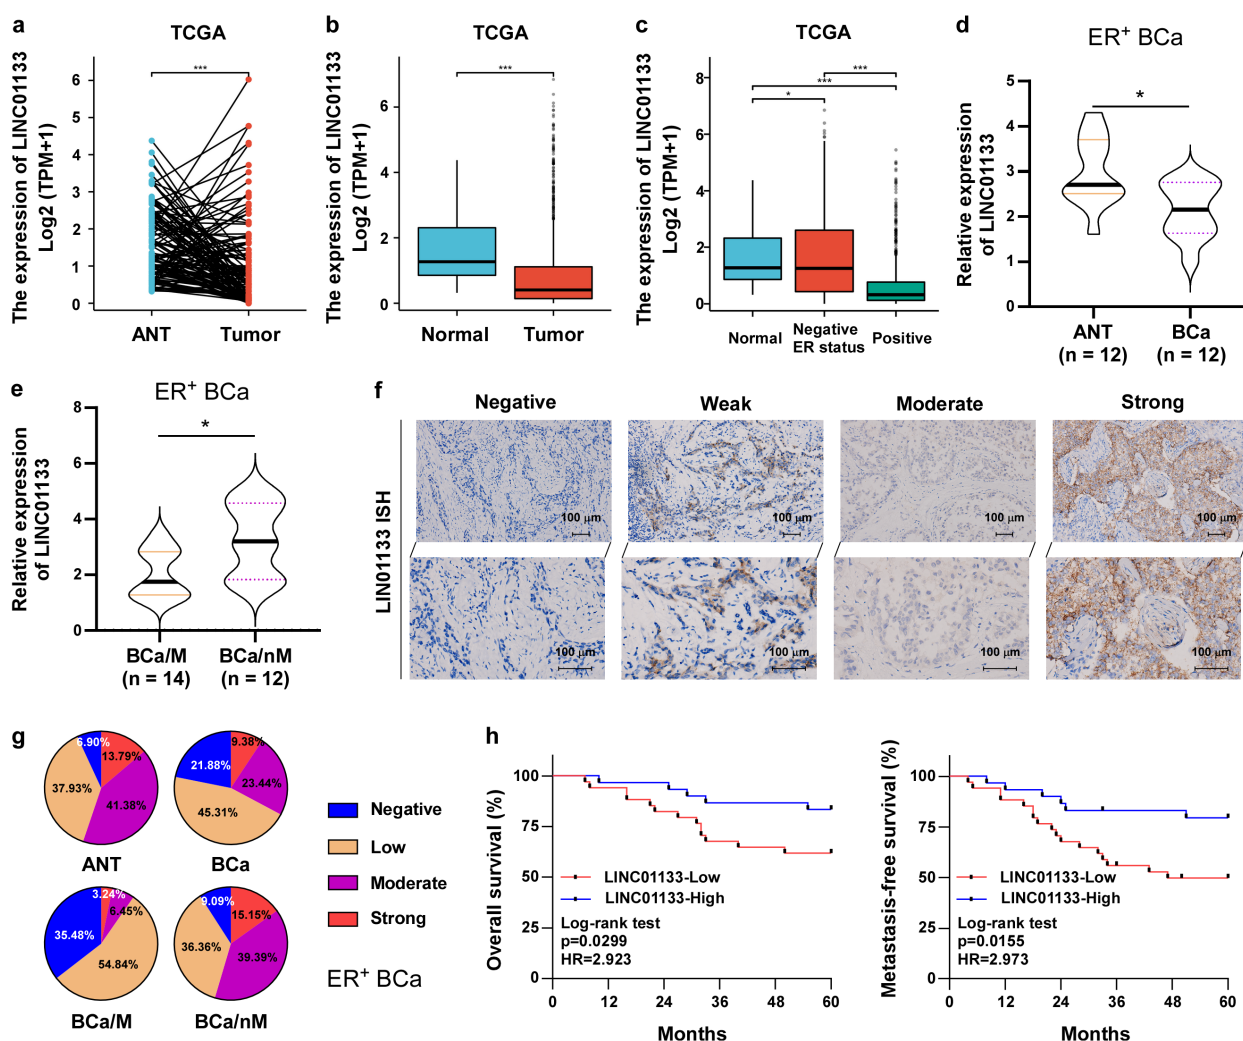 a
TCGA
The expression of LINC01133
Log2 (TPM+1)
***
6
5
4
3
2
1
0
ANT
Tumor
b
TCGA
The expression of LINC01133
Log2 (TPM+1)
***
6
4
2
0
Normal
Tumor
c
TCGA
The expression of LINC01133
Log2 (TPM+1)
***
***
*
8
6
4
2
0
Normal
Negative
Positive
ER status
d
ER+ BCa
Relative expression
of LINC01133
*
5
4
3
2
1
0
ANT
(n = 12)
BCa
(n = 12)
e
ER+ BCa
Relative expression
of LINC01133
*
8
6
4
2
0
BCa/M
(n = 14)
BCa/nM
(n = 12)
f
Negative
Weak
Moderate
Strong
LIN01133 ISH
100 µm
100 µm
100 µm
100 µm
100 µm
100 µm
100 µm
100 µm
g
6.90%
13.79%
37.93%
41.38%
ANT
9.38%
21.88%
23.44%
45.31%
BCa
3.24%
6.45%
35.48%
54.84%
BCa/M
9.09%
15.15%
36.36%
39.39%
BCa/nM
Negative
Low
Moderate
Strong
ER+ BCa
h
Overall survival (%)
100
75
50
25
0
LINC01133-Low
LINC01133-High
Log-rank test
p=0.0299
HR=2.923
0 12 24 36 48 60
Months
Metastasis-free survival (%)
100
75
50
25
0
LINC01133-Low
LINC01133-High
Log-rank test
p=0.0155
HR=2.973
0 12 24 36 48 60
Months